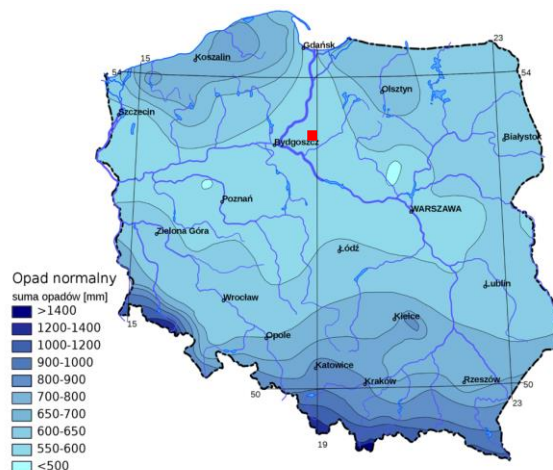 Gdańsk
23
15
Koszalin
54
54
Olsztyn
Szczecin
Białystok
Bydgoszcz
Poznań
WARSZAWA
Zielona Góra
Łódź
Opad normalny
suma opadów [mm]
>1400
1200-1400
1000-1200
900-1000
800-900
700-800
650-700
600-650
550-600
<500
Lublin
Wrocław
15
Kielce
Opole
Katowice
Kraków
Rzeszów
50
50
23
19